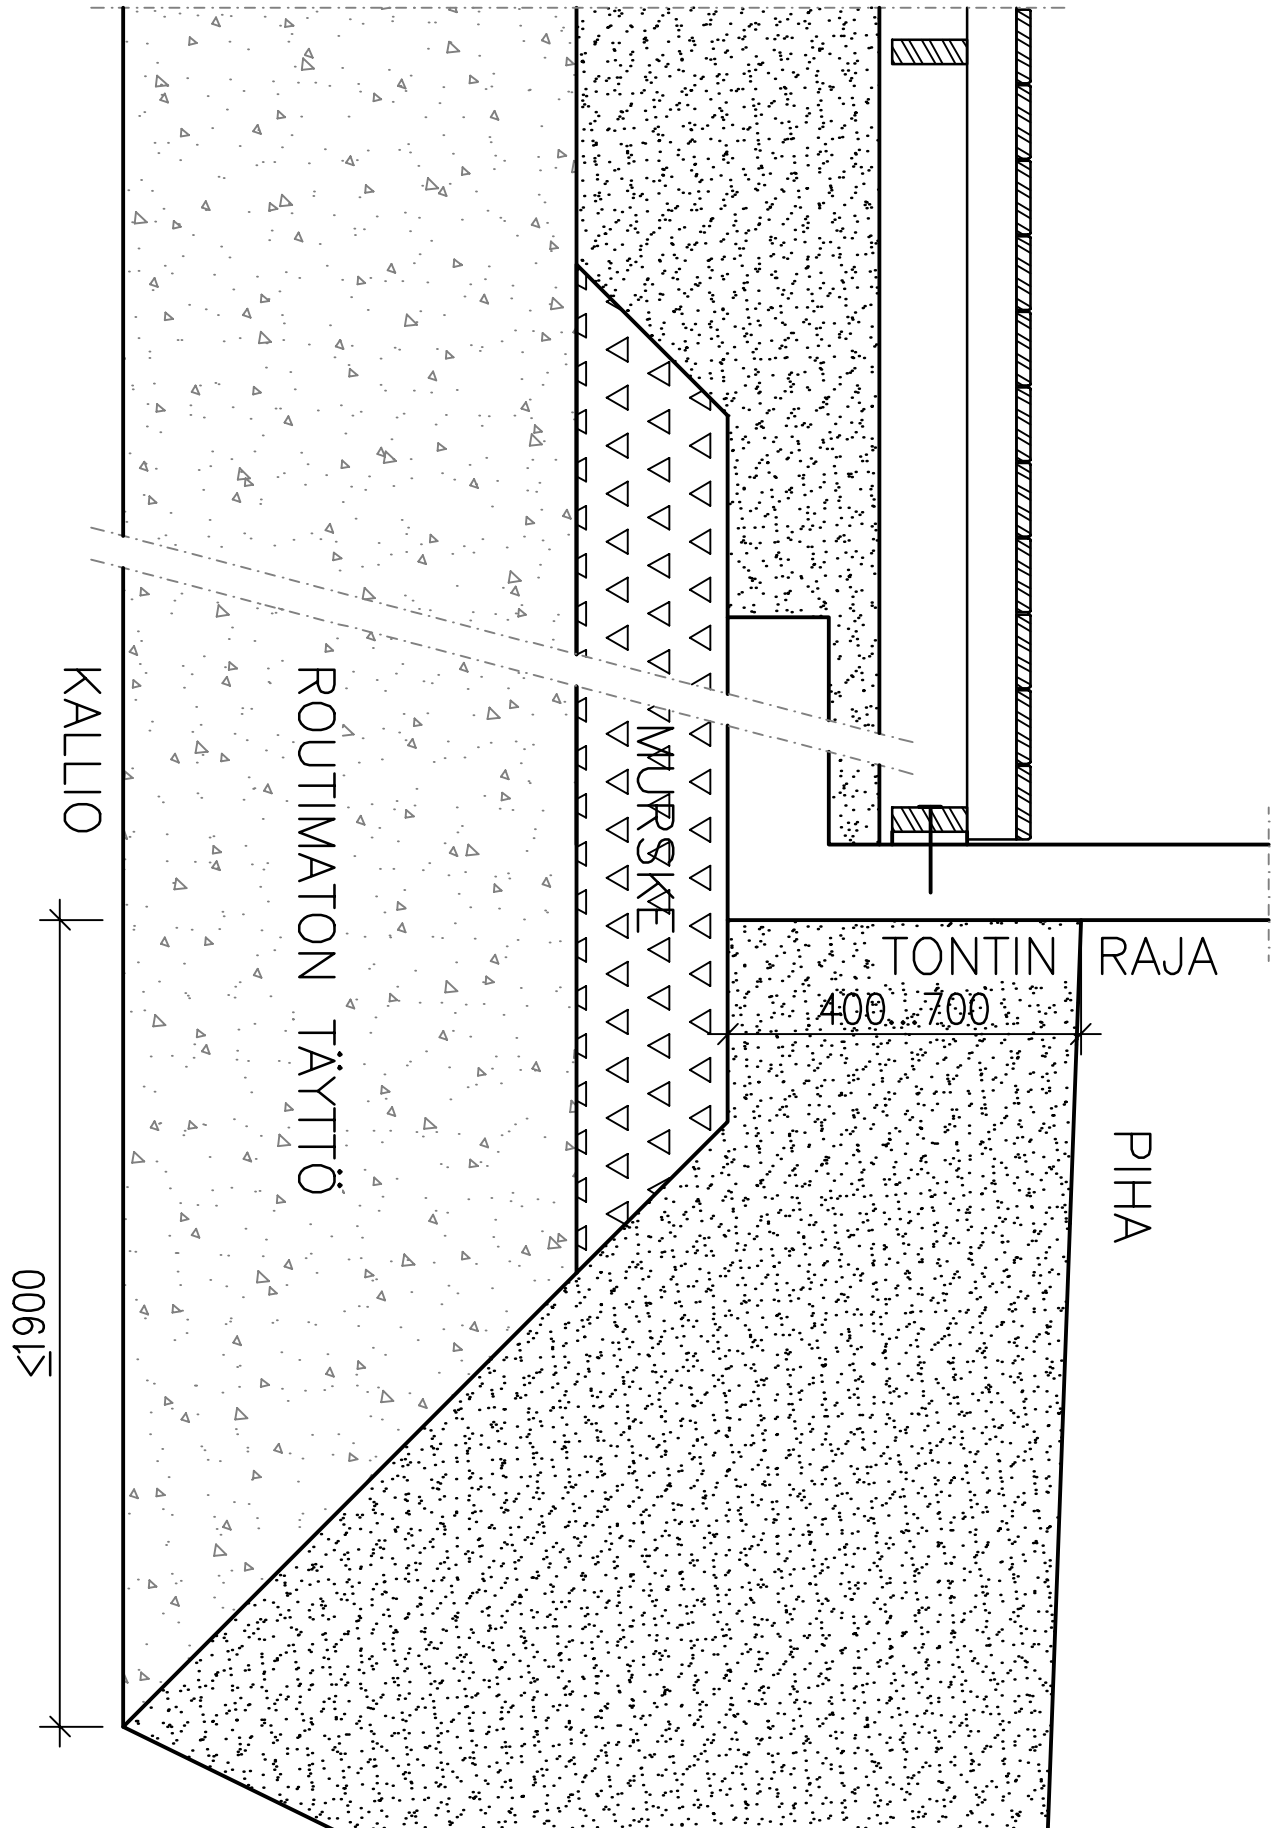 TONTIN RAJA
400...700
PIHA
MURSKE
ROUTIMATON TÄYTTÖ
KALLIO
≤1900